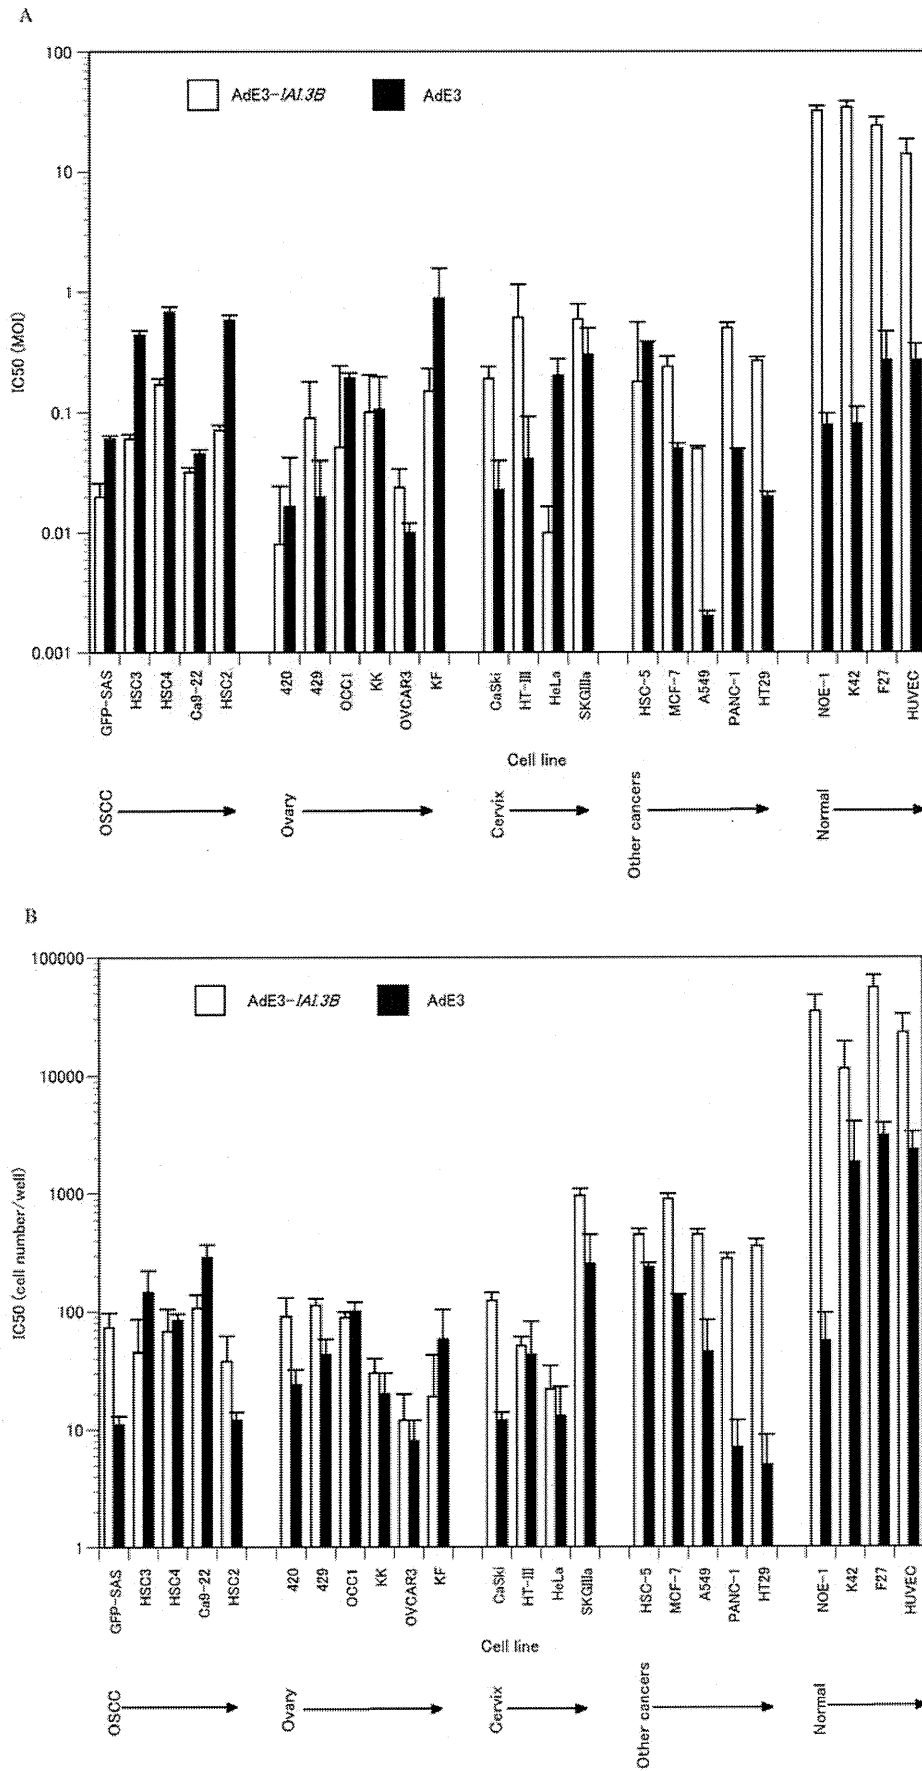 A
AdE3-IAI.3B
AdE3
IC50 (MOI)
100
10
1
0.1
0.01
0.001
GFP-SAS
HSC3
HSC4
Ca9-22
HSC2
420
429
OCC1
KK
OVCAR3
KF
CaSki
HT-III
HeLa
SKGIIIa
HSC-5
MCF-7
A549
PANC-1
HT29
NOE-1
K42
F27
HUVEC
Cell line
OSCC
Ovary
Cervix
Other cancers
Normal
B
AdE3-IAI.3B
AdE3
IC50 (cell number/well)
100000
10000
1000
100
10
1
GFP-SAS
HSC3
HSC4
Ca9-22
HSC2
420
429
OCC1
KK
OVCAR3
KF
CaSki
HT-III
HeLa
SKGIIIa
HSC-5
MCF-7
A549
PANC-1
HT29
NOE-1
K42
F27
HUVEC
Cell line
OSCC
Ovary
Cervix
Other cancers
Normal